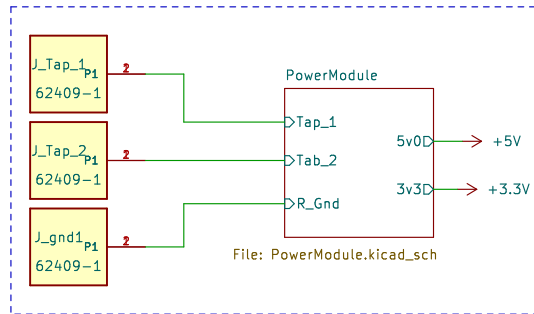 J_Tap_1
P1
2
62409-1
J_Tap_2
P1
2
62409-1
J_gnd1
P1
2
62409-1
PowerModule
Tap_1
Tab_2
R_Gnd
5v0
3v3
+5V
+3.3V
File: PowerModule.kicad_sch